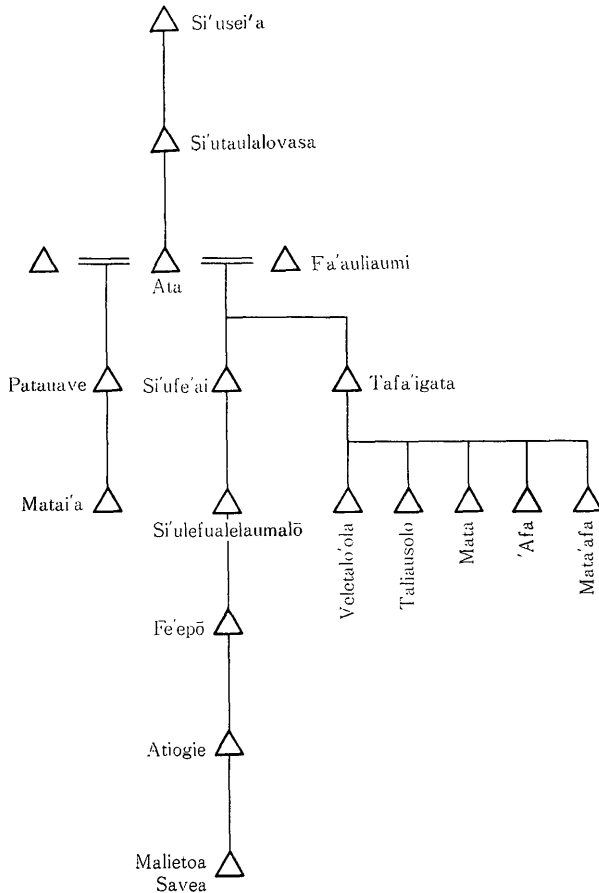 Si'usei'a
Si'utaulalovasa
Ata
Fa'auliaumi
Patauave
Si'ufe'ai
Tafa'igata
Matai'a
Si'ulefualelaumalō
Veletalo'ola
Taliausolo
Mata
'Afa
Mata'afa
Fe'epō
Atiogie
Malietoa
Savea